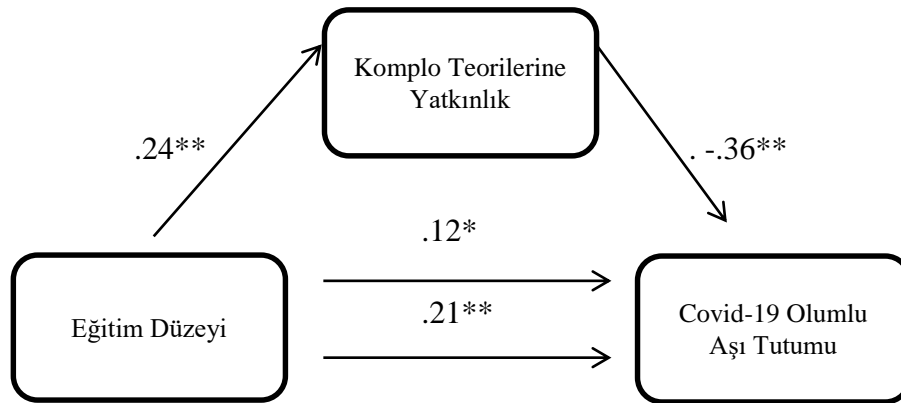 Komplo Teorilerine
Yatkınlık
.24**
. -.36**
.12*
.21**
Eğitim Düzeyi
Covid-19 Olumlu
Aşı Tutumu